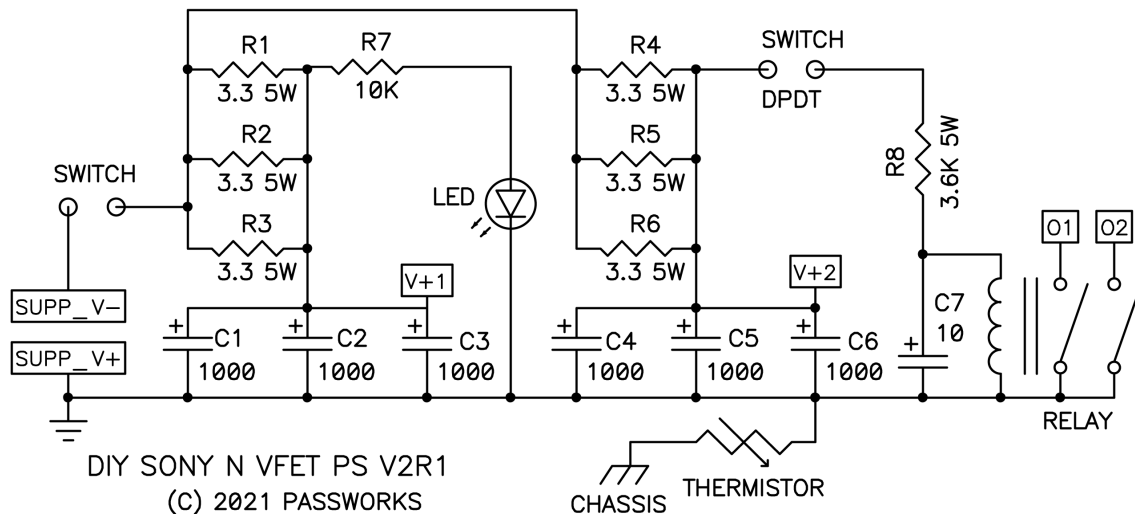 R1
3.3 5W
R7
10K
R4
3.3 5W
SWITCH
DPDT
R2
3.3 5W
R5
3.3 5W
R8
3.6K 5W
SWITCH
LED
R3
3.3 5W
R6
3.3 5W
O1
O2
V+1
V+2
SUPP_V-
SUPP_V+
+
C1
1000
+
C2
1000
+
C3
1000
+
C4
1000
+
C5
1000
+
C6
1000
+
C7
10
RELAY
DIY SONY N VFET PS V2R1
(C) 2021 PASSWORKS
CHASSIS
THERMISTOR